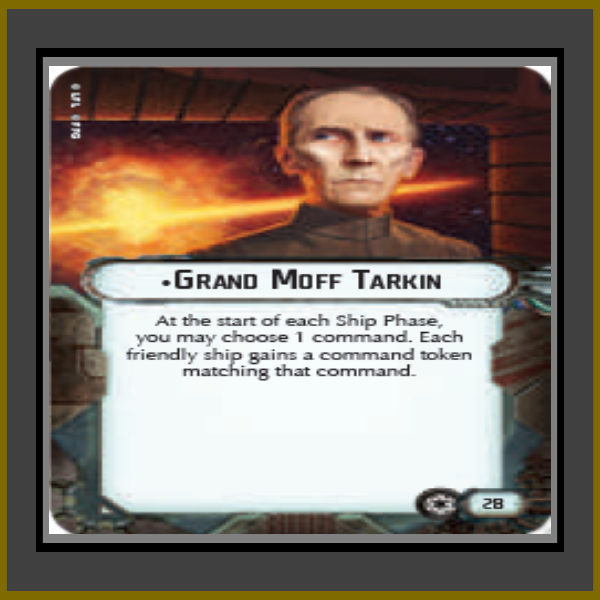 •Grand Moff Tarkin
At the start of each Ship Phase,
you may choose 1 command. Each
friendly ship gains a command token
matching that command.
28